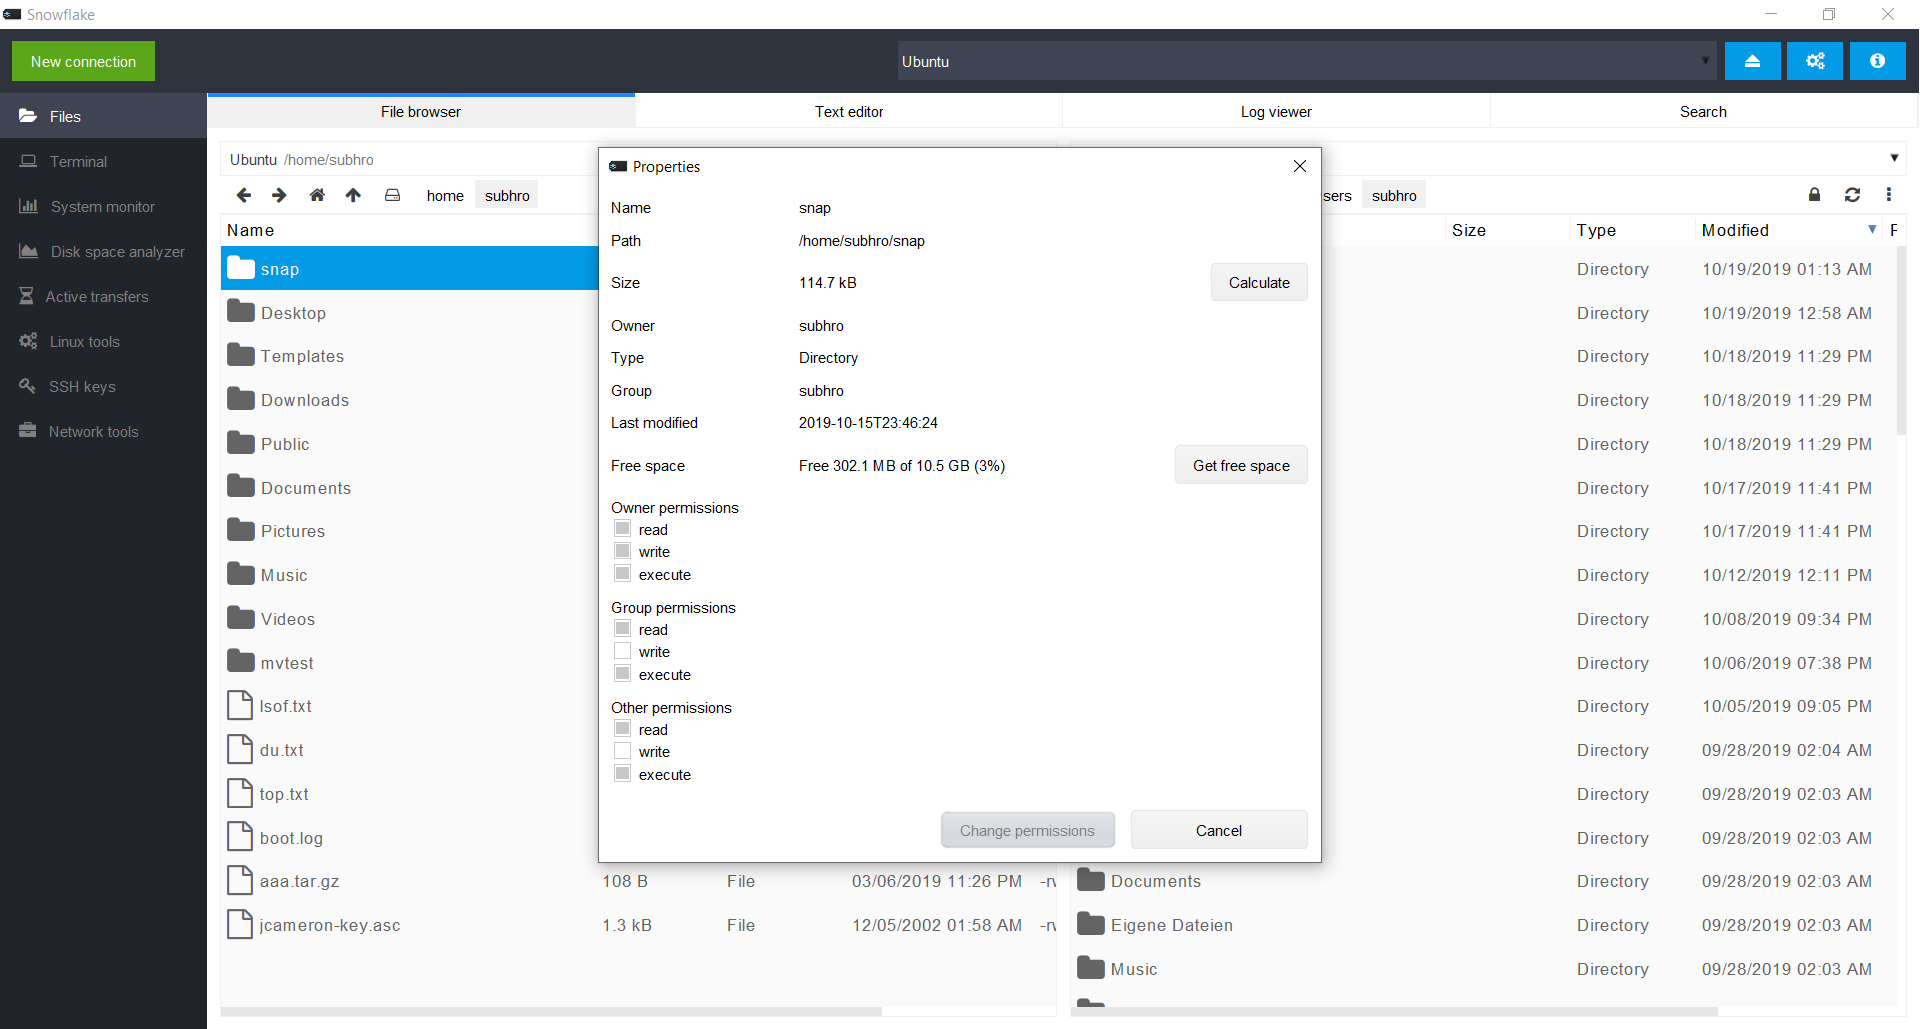 Snowflake
New connection
Ubuntu
Files
Terminal
System monitor
Disk space analyzer
Active transfers
Linux tools
SSH keys
Network tools
File browser
Text editor
Log viewer
Search
Ubuntu /home/subhro
home
subhro
sers
subhro
Name
Size
Type
Modified
snap
Desktop
Templates
Downloads
Public
Documents
Pictures
Music
Videos
mvtest
lsof.txt
du.txt
top.txt
boot.log
aaa.tar.gz 108 B File 03/06/2019 11:26 PM
jcameron-key.asc 1.3 kB File 12/05/2002 01:58 AM
Properties
Name snap
Path /home/subhro/snap
Size 114.7 kB Calculate
Owner subhro
Type Directory
Group subhro
Last modified 2019-10-15T23:46:24
Free space Free 302.1 MB of 10.5 GB (3%) Get free space
Owner permissions
read
write
execute
Group permissions
read
write
execute
Other permissions
read
write
execute
Change permissions
Cancel
Directory 10/19/2019 01:13 AM
Directory 10/19/2019 12:58 AM
Directory 10/18/2019 11:29 PM
Directory 10/18/2019 11:29 PM
Directory 10/18/2019 11:29 PM
Directory 10/17/2019 11:41 PM
Directory 10/17/2019 11:41 PM
Directory 10/12/2019 12:11 PM
Directory 10/08/2019 09:34 PM
Directory 10/06/2019 07:38 PM
Directory 10/05/2019 09:05 PM
Directory 09/28/2019 02:04 AM
Directory 09/28/2019 02:03 AM
Directory 09/28/2019 02:03 AM
Documents Directory 09/28/2019 02:03 AM
Eigene Dateien Directory 09/28/2019 02:03 AM
Music Directory 09/28/2019 02:03 AM